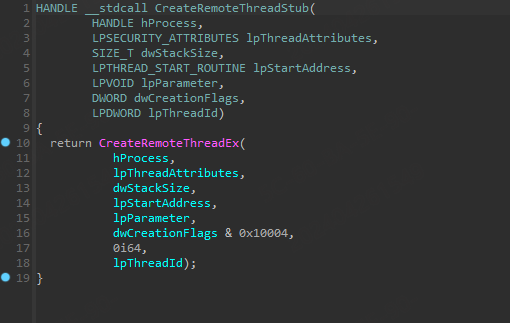 1 HANDLE __stdcall CreateRemoteThreadStub(
2 HANDLE hProcess,
3 LPSECURITY_ATTRIBUTES lpThreadAttributes,
4 SIZE_T dwStackSize,
5 LPTHREAD_START_ROUTINE lpStartAddress,
6 LPVOID lpParameter,
7 DWORD dwCreationFlags,
8 LPDWORD lpThreadId)
9 {
10 return CreateRemoteThreadEx(
11 hProcess,
12 lpThreadAttributes,
13 dwStackSize,
14 lpStartAddress,
15 lpParameter,
16 dwCreationFlags & 0x10004,
17 0i64,
18 lpThreadId);
19 }